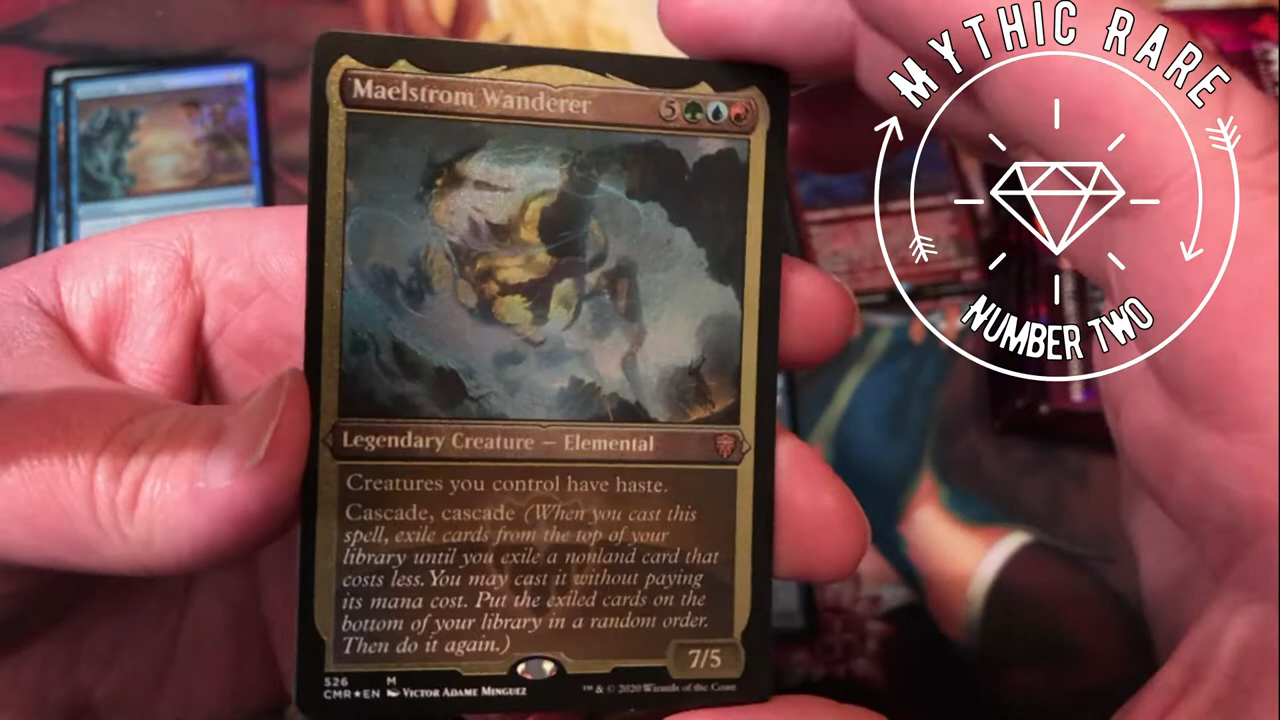 Maelstrom Wanderer 5
MYTHIC RARE
NUMBER TWO
Legendary Creature — Elemental
Creatures you control have haste.
Cascade, cascade (When you cast this
spell, exile cards from the top of your
library until you exile a nonland card that
costs less. You may cast it without paying
its mana cost. Put the exiled cards on the
bottom of your library in a random order.
Then do it again.)
7/5
526 M
CMR★EN Victor Adame Minguez
™ & © 2020 Wizards of the Coast